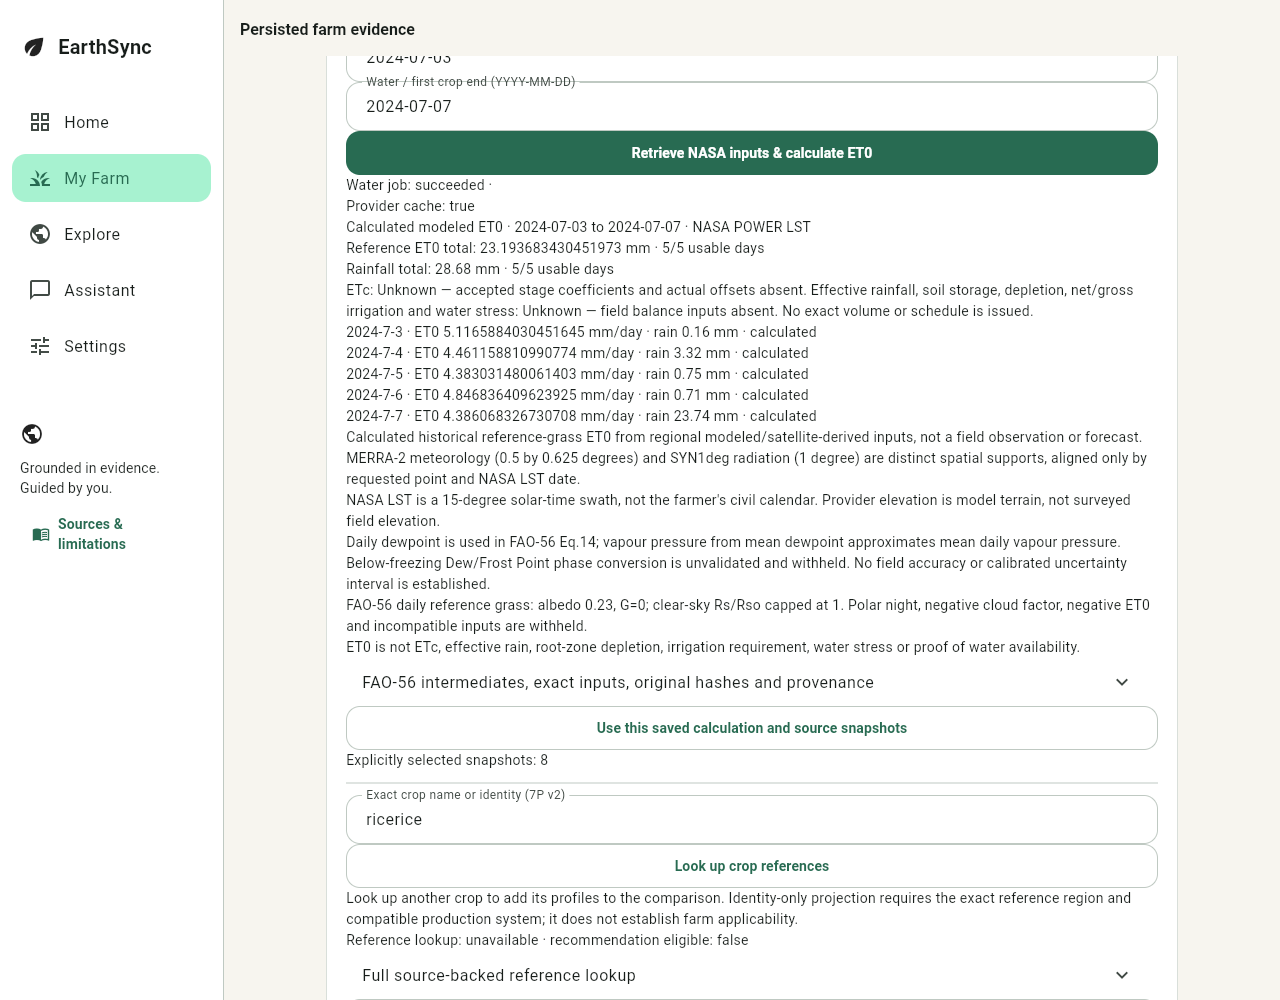 EarthSync
Home
My Farm
Explore
Assistant
Settings
Grounded in evidence.
Guided by you.
Sources &
limitations
Persisted farm evidence
2024-07-03
Water / first crop end (YYYY-MM-DD)
2024-07-07
Retrieve NASA inputs & calculate ET0
Water job: succeeded ·
Provider cache: true
Calculated modeled ET0 · 2024-07-03 to 2024-07-07 · NASA POWER LST
Reference ET0 total: 23.193683430451973 mm · 5/5 usable days
Rainfall total: 28.68 mm · 5/5 usable days
ETc: Unknown — accepted stage coefficients and actual offsets absent. Effective rainfall, soil storage, depletion, net/gross
irrigation and water stress: Unknown — field balance inputs absent. No exact volume or schedule is issued.
2024-7-3 · ET0 5.1165884030451645 mm/day · rain 0.16 mm · calculated
2024-7-4 · ET0 4.461158810990774 mm/day · rain 3.32 mm · calculated
2024-7-5 · ET0 4.383031480061403 mm/day · rain 0.75 mm · calculated
2024-7-6 · ET0 4.846836409623925 mm/day · rain 0.71 mm · calculated
2024-7-7 · ET0 4.386068326730708 mm/day · rain 23.74 mm · calculated
Calculated historical reference-grass ET0 from regional modeled/satellite-derived inputs, not a field observation or forecast.
MERRA-2 meteorology (0.5 by 0.625 degrees) and SYN1deg radiation (1 degree) are distinct spatial supports, aligned only by
requested point and NASA LST date.
NASA LST is a 15-degree solar-time swath, not the farmer's civil calendar. Provider elevation is model terrain, not surveyed
field elevation.
Daily dewpoint is used in FAO-56 Eq.14; vapour pressure from mean dewpoint approximates mean daily vapour pressure.
Below-freezing Dew/Frost Point phase conversion is unvalidated and withheld. No field accuracy or calibrated uncertainty
interval is established.
FAO-56 daily reference grass: albedo 0.23, G=0; clear-sky Rs/Rso capped at 1. Polar night, negative cloud factor, negative ET0
and incompatible inputs are withheld.
ET0 is not ETc, effective rain, root-zone depletion, irrigation requirement, water stress or proof of water availability.
FAO-56 intermediates, exact inputs, original hashes and provenance
Use this saved calculation and source snapshots
Explicitly selected snapshots: 8
Exact crop name or identity (7P v2)
ricerice
Look up crop references
Look up another crop to add its profiles to the comparison. Identity-only projection requires the exact reference region and
compatible production system; it does not establish farm applicability.
Reference lookup: unavailable · recommendation eligible: false
Full source-backed reference lookup